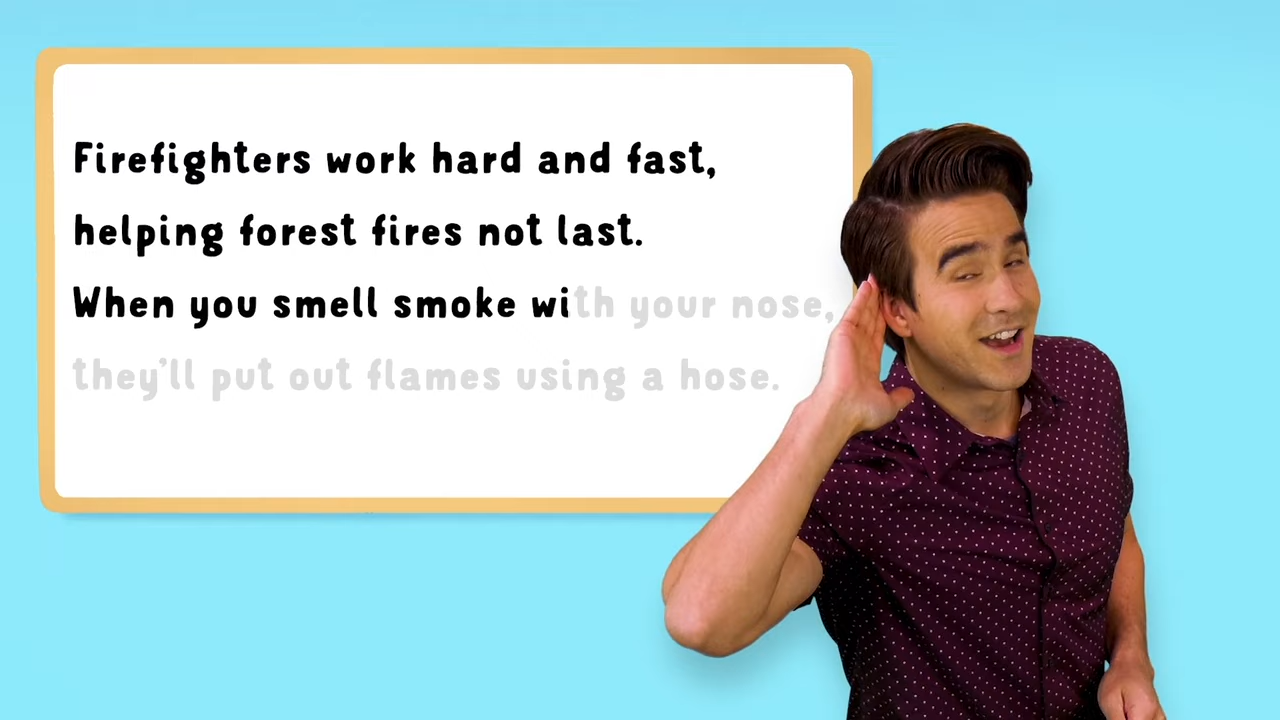 Firefighters work hard and fast,
helping forest fires not last.
When you smell smoke with your nose,
they'll put out flames using a hose.